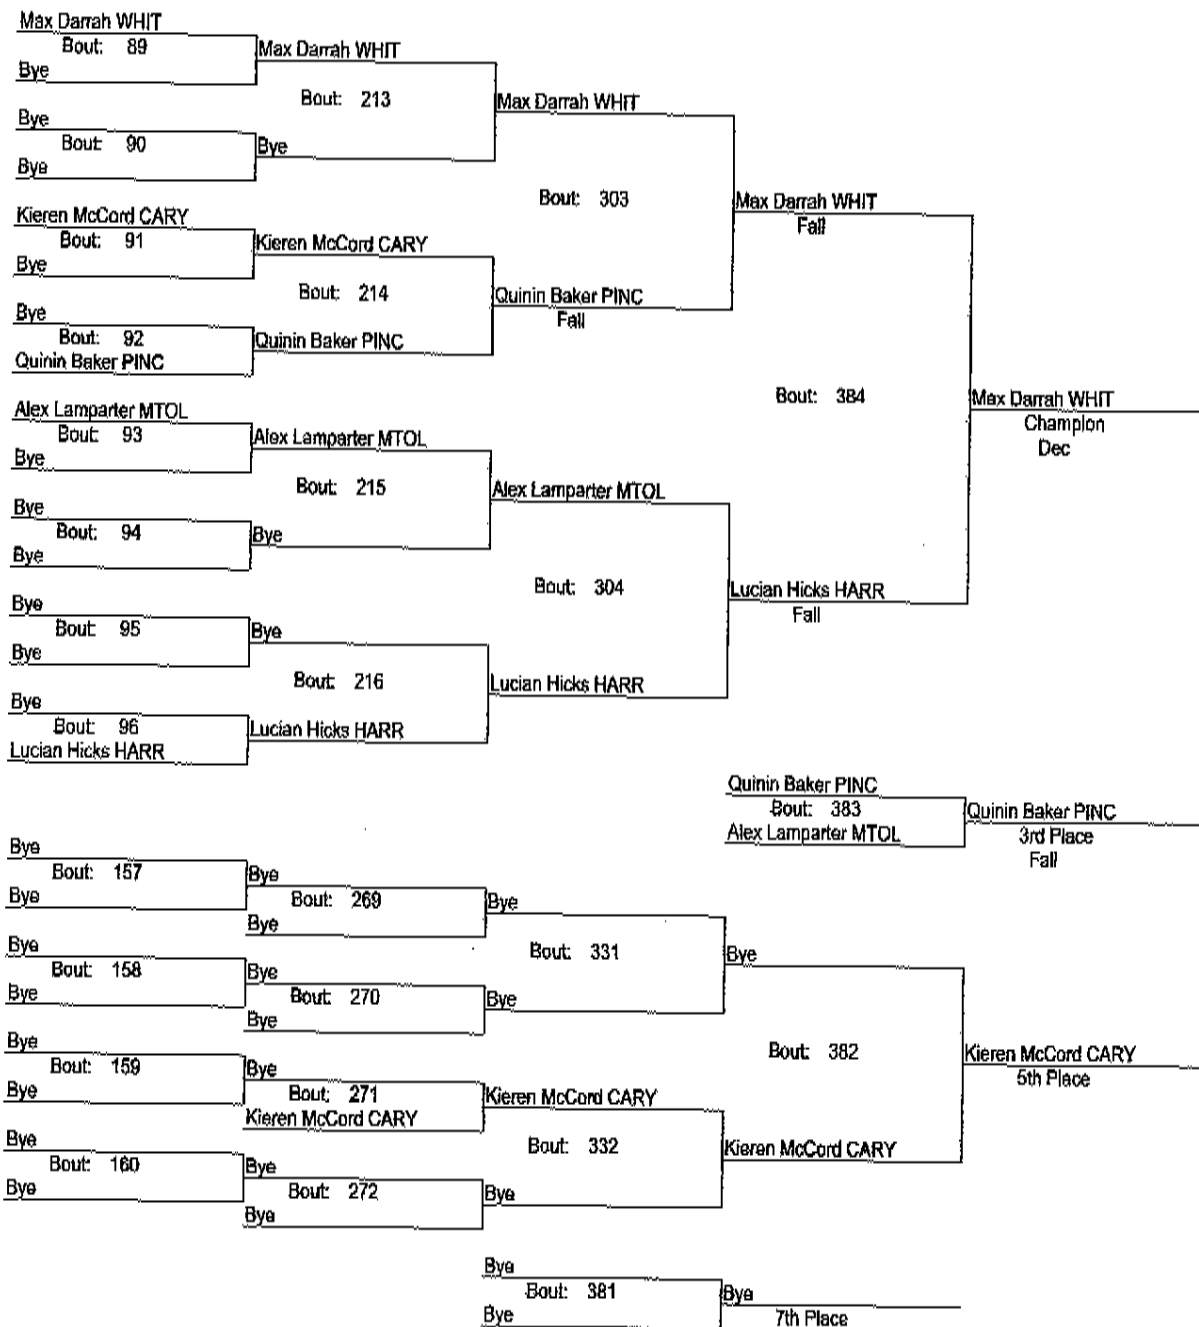 Max Darrah WHIT
Bout: 89
Bye
Max Darrah WHIT
Bout: 213
Bye
Bout: 90
Bye
Bye
Max Darrah WHIT
Bout: 303
Kieren McCord CARY
Bout: 91
Bye
Kieren McCord CARY
Bout: 214
Bye
Bout: 92
Quinin Baker PINC
Quinin Baker PINC
Quinin Baker PINC
Fall
Max Darrah WHIT
Fall
Bout: 384
Alex Lamparter MTOL
Bout: 93
Bye
Alex Lamparter MTOL
Bout: 215
Bye
Bout: 94
Bye
Bye
Alex Lamparter MTOL
Bout: 304
Bye
Bout: 95
Bye
Bye
Bout: 216
Bye
Bout: 96
Lucian Hicks HARR
Lucian Hicks HARR
Lucian Hicks HARR
Lucian Hicks HARR
Fall
Max Darrah WHIT
Champion
Dec
Quinin Baker PINC
Bout: 383
Alex Lamparter MTOL
Quinin Baker PINC
3rd Place
Fall
Bye
Bout: 157
Bye
Bye
Bout: 269
Bye
Bye
Bout: 331
Bye
Bout: 158
Bye
Bye
Bout: 270
Bye
Bye
Bye
Bout: 382
Bye
Bout: 159
Bye
Bye
Bout: 271
Kieren McCord CARY
Kieren McCord CARY
Bout: 332
Bye
Bout: 160
Bye
Bye
Bout: 272
Bye
Bye
Kieren McCord CARY
Kieren McCord CARY
5th Place
Bye
Bout: 381
Bye
Bye
7th Place